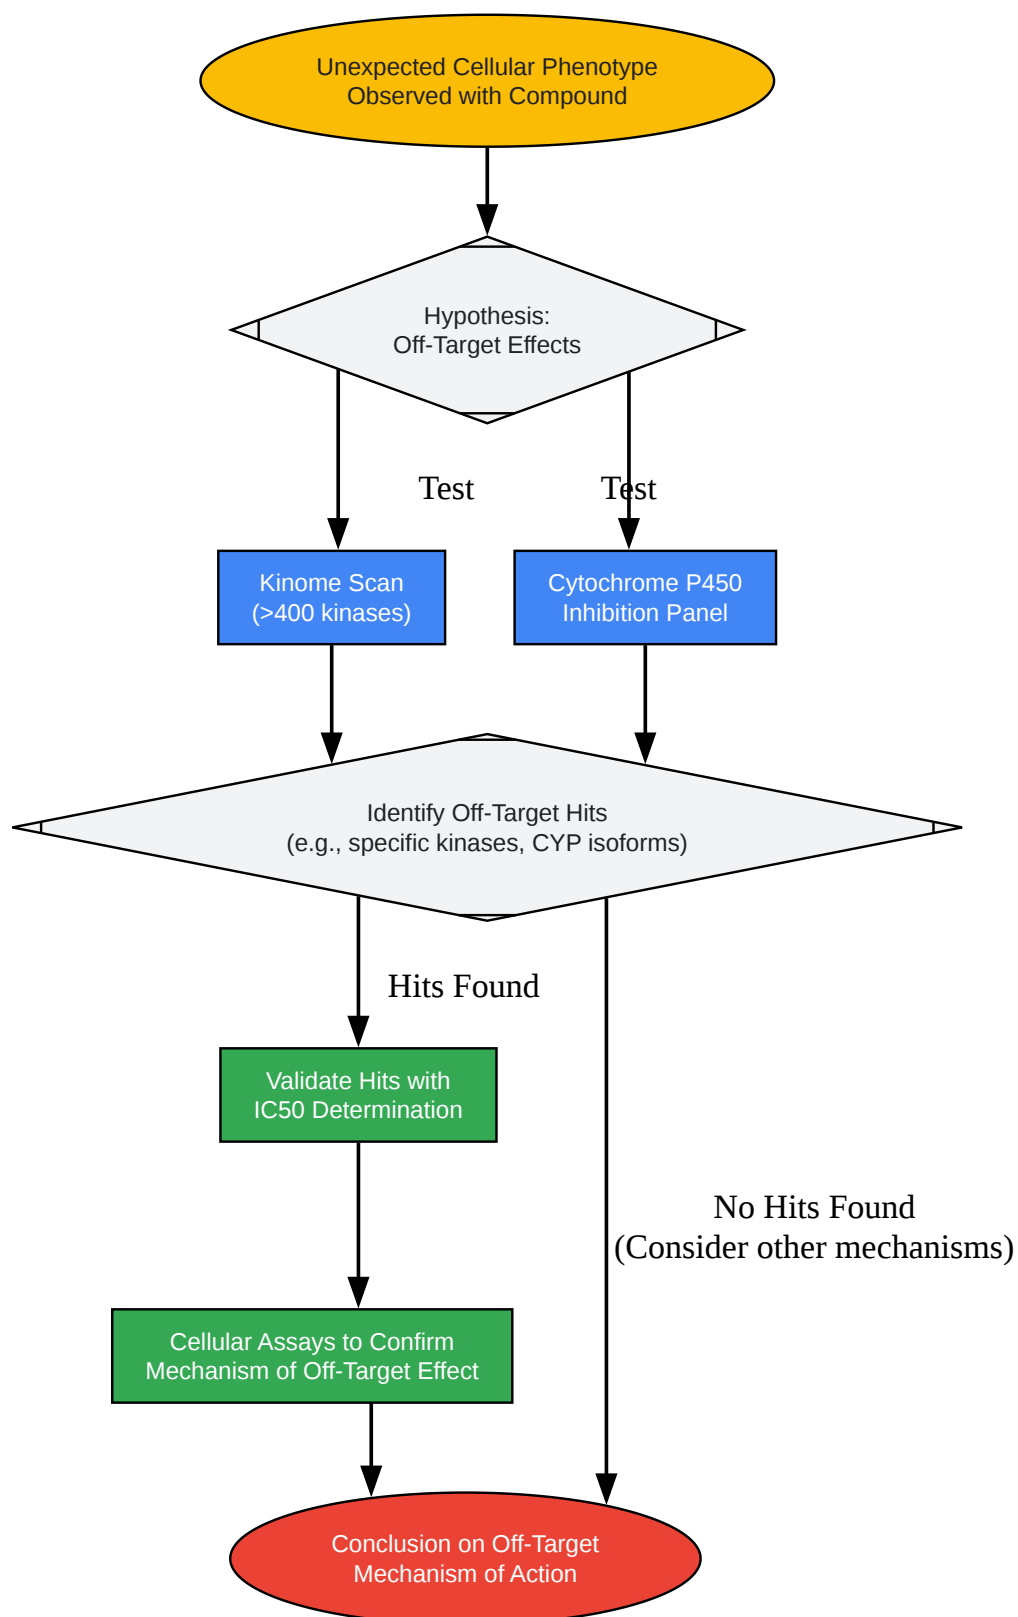 Unexpected Cellular Phenotype
Observed with Compound
Hypothesis:
Off-Target Effects
Test
Test
Kinome Scan
(>400 kinases)
Cytochrome P450
Inhibition Panel
Identify Off-Target Hits
(e.g., specific kinases, CYP isoforms)
Hits Found
Validate Hits with
IC50 Determination
No Hits Found
(Consider other mechanisms)
Cellular Assays to Confirm
Mechanism of Off-Target Effect
Conclusion on Off-Target
Mechanism of Action